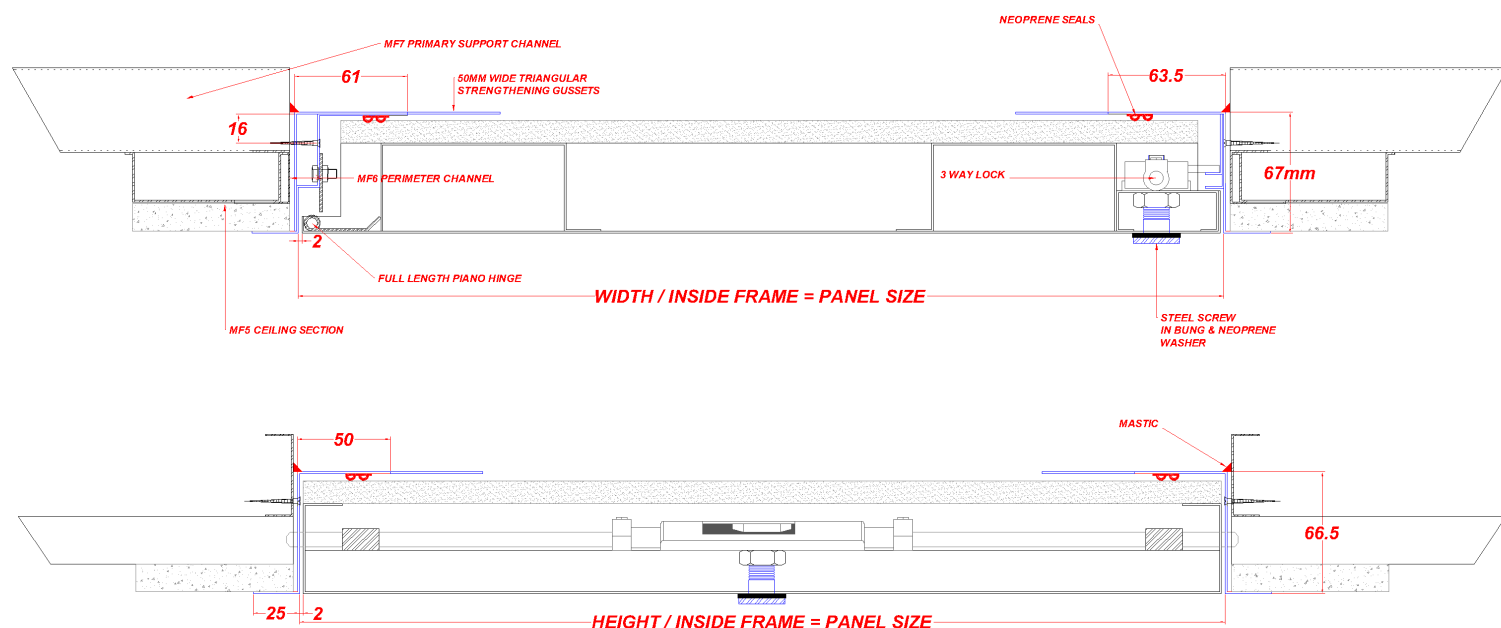 NEOPRENE SEALS
MF7 PRIMARY SUPPORT CHANNEL
61
50MM WIDE TRIANGULAR
STRENGTHENING GUSSETS
63.5
16
3 WAY LOCK
67mm
MF6 PERIMETER CHANNEL
2
FULL LENGTH PIANO HINGE
WIDTH / INSIDE FRAME = PANEL SIZE
MF5 CEILING SECTION
STEEL SCREW
IN BUNG & NEOPRENE
WASHER
50
MASTIC
66.5
25
2
HEIGHT / INSIDE FRAME = PANEL SIZE